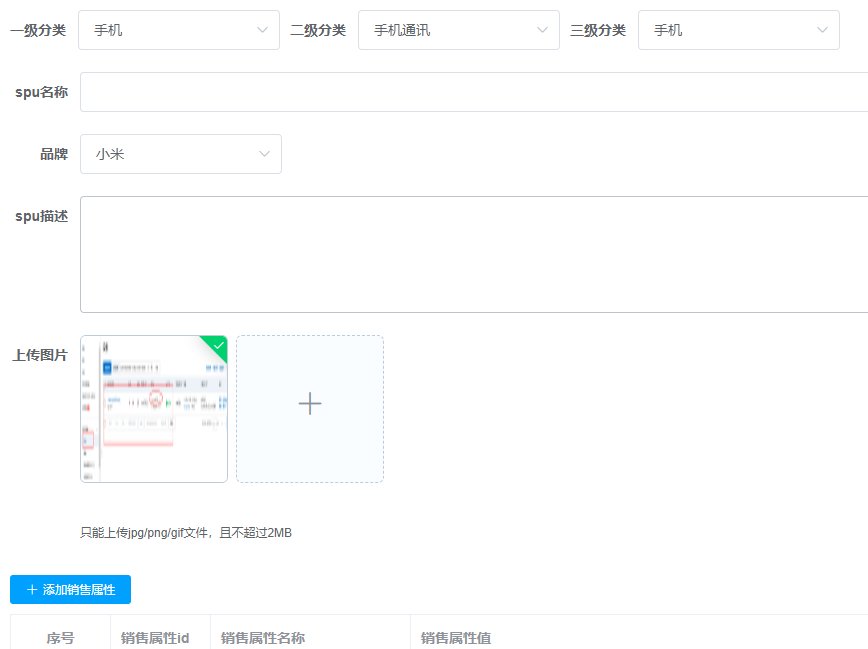 一级分类 手机 二级分类 手机通讯 三级分类 手机
spu名称
品牌 小米
spu描述
上传图片
只能上传jpg/png/gif文件，且不超过2MB
添加销售属性
序号 销售属性id 销售属性名称 销售属性值